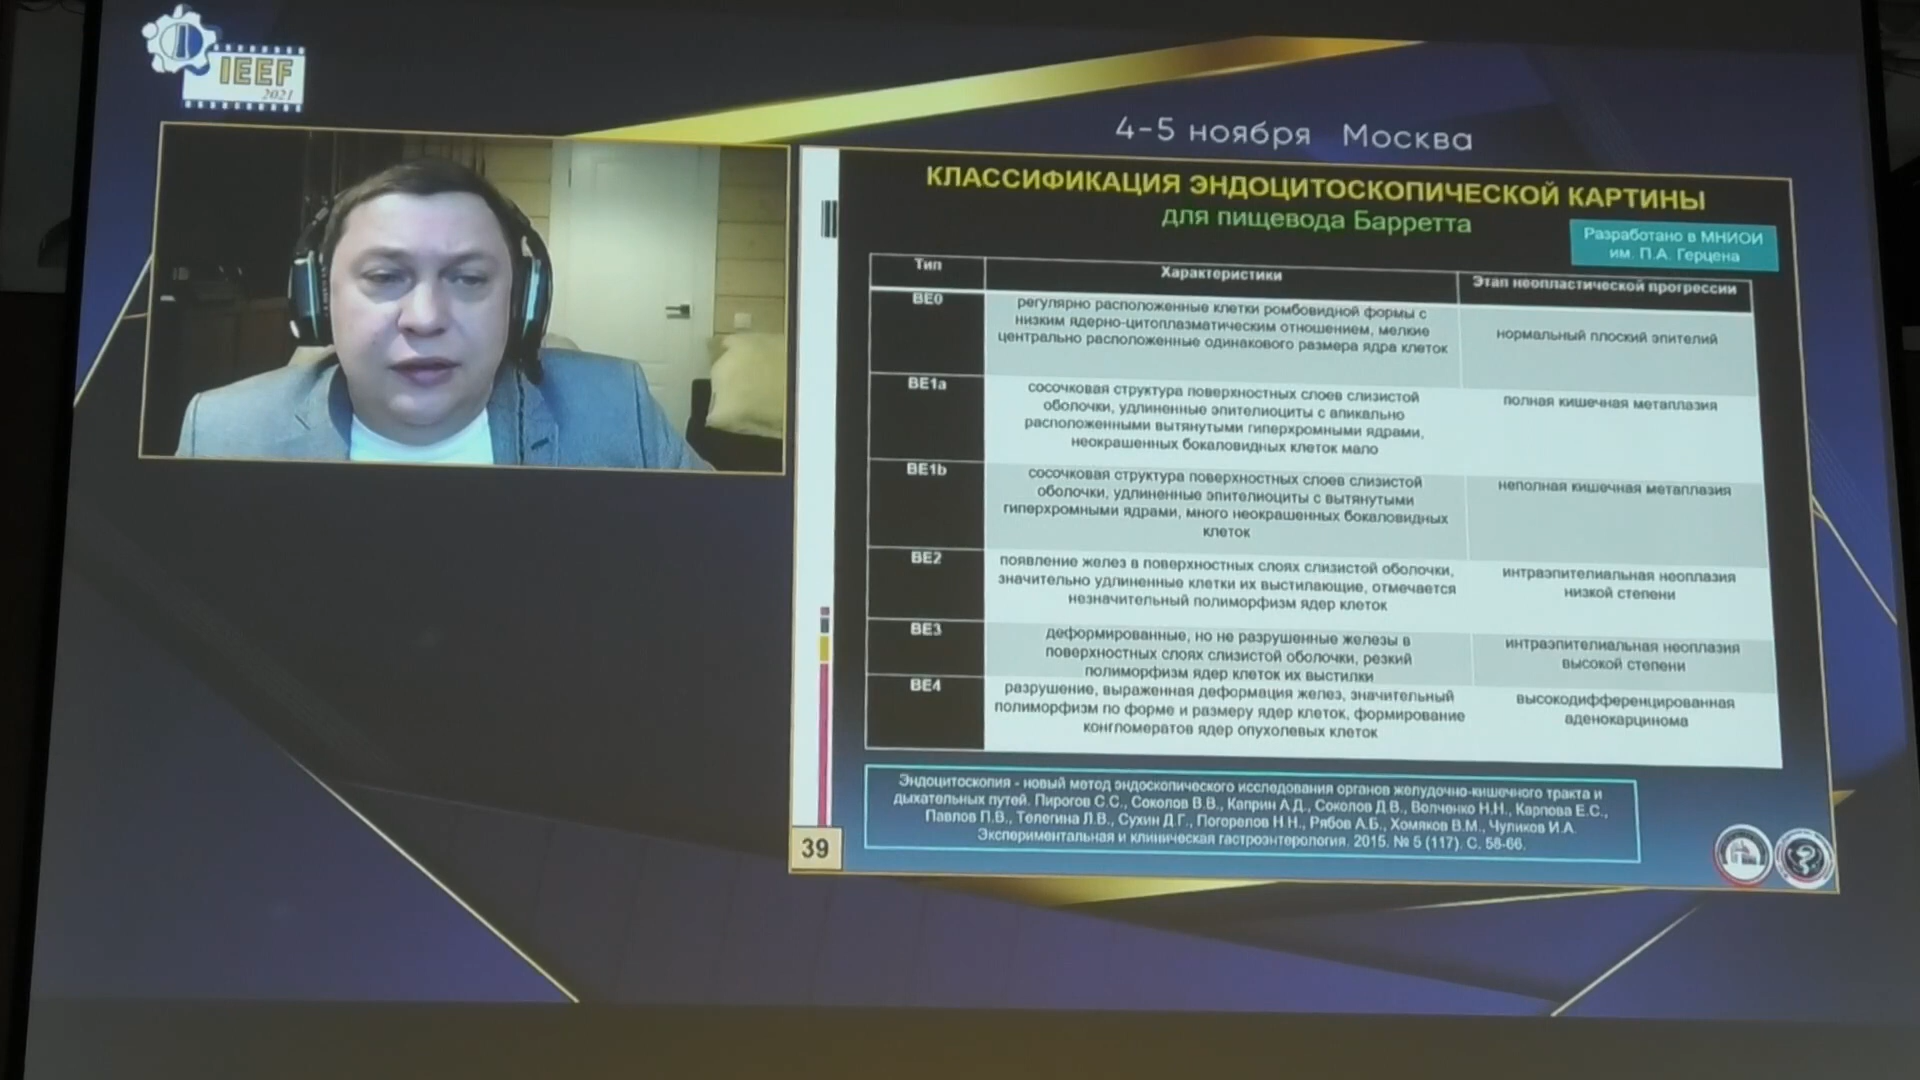 IEEF
2021
4-5 ноября Москва
КЛАССИФИКАЦИЯ ЭНДОЦИТОСКОПИЧЕСКОЙ КАРТИНЫ
для пищевода Барретта
Разработано в МНИОИ
им. П.А. Герцена
Тип
Характеристики
Этап неопластической прогрессии
BE0
регулярно расположенные клетки ромбовидной формы с
низким ядерно-цитоплазматическим отношением, мелкие
центрально расположенные одинакового размера ядра клеток
нормальный плоский эпителий
BE1a
сосочковая структура поверхностных слоев слизистой
оболочки, удлиненные эпителиоциты с апикально
расположенными вытянутыми гиперхромными ядрами,
неокрашенных бокаловидных клеток мало
полная кишечная метаплазия
BE1b
сосочковая структура поверхностных слоев слизистой
оболочки, удлиненные эпителиоциты с вытянутыми
гиперхромными ядрами, много неокрашенных бокаловидных
клеток
неполная кишечная метаплазия
BE2
появление желез в поверхностных слоях слизистой оболочки,
значительно удлиненные клетки их выстилающие, отмечается
незначительный полиморфизм ядер клеток
интраэпителиальная неоплазия
низкой степени
BE3
деформированные, но не разрушенные железы в
поверхностных слоях слизистой оболочки, резкий
полиморфизм ядер клеток их выстилки
интраэпителиальная неоплазия
высокой степени
BE4
разрушение, выраженная деформация желез, значительный
полиморфизм по форме и размеру ядер клеток, формирование
конгломератов ядер опухолевых клеток
высокодифференцированная
аденокарцинома
Эндоцитоскопия - новый метод эндоскопического исследования органов желудочно-кишечного тракта и
дыхательных путей. Пирогов С.С., Соколов В.В., Каприн А.Д., Соколов Д.В., Волченко Н.Н., Карпова Е.С.,
Павлов П.В., Телегина Л.В., Сухин Д.Г., Погорелов Н.Н., Рябов А.Б., Хомяков В.М., Чуликов И.А.
Экспериментальная и клиническая гастроэнтерология. 2015. № 5 (117). С. 58-66.
39